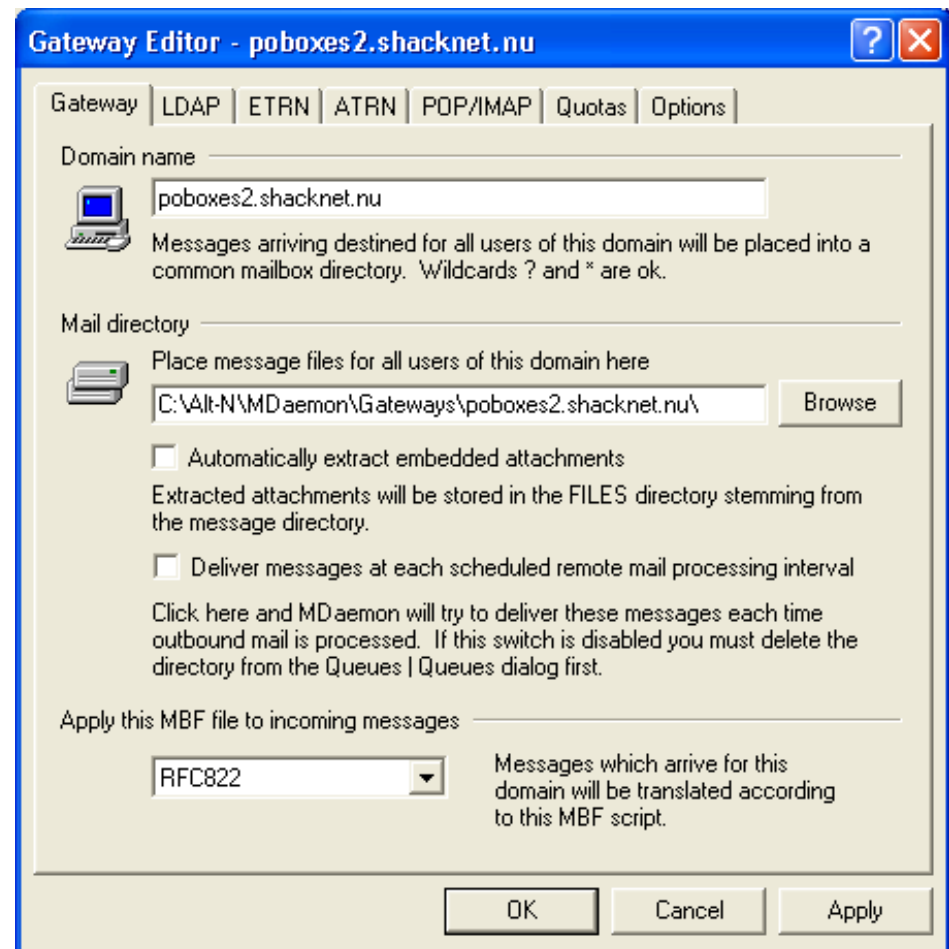 Gateway Editor - poboxes2.shacknet.nu
Gateway LDAP ETRN ATRN POP/IMAP Quotas Options
Domain name
poboxes2.shacknet.nu
Messages arriving destined for all users of this domain will be placed into a
common mailbox directory.  Wildcards ? and * are ok.
Mail directory
Place message files for all users of this domain here
C:\Alt-N\MDaemon\Gateways\poboxes2.shacknet.nu\ Browse
Automatically extract embedded attachments
Extracted attachments will be stored in the FILES directory stemming from
the message directory.
Deliver messages at each scheduled remote mail processing interval
Click here and MDaemon will try to deliver these messages each time
outbound mail is processed.  If this switch is disabled you must delete the
directory from the Queues | Queues dialog first.
Apply this MBF file to incoming messages
RFC822
Messages which arrive for this
domain will be translated according
to this MBF script.
OK Cancel Apply